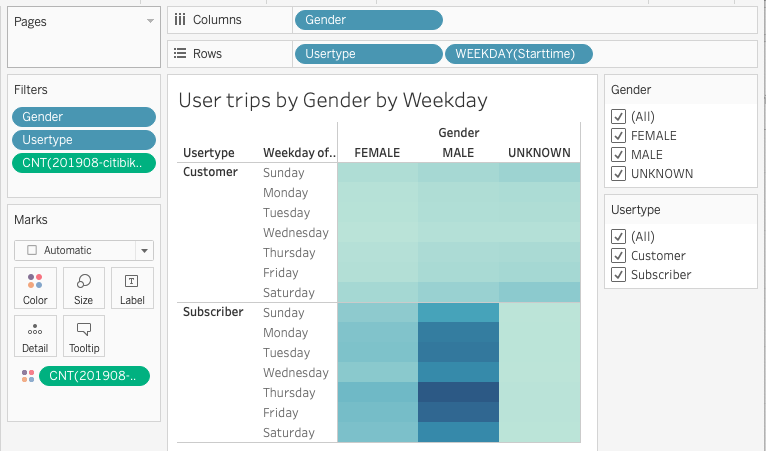 Pages
Columns
Gender
Rows
Usertype
WEEKDAY(Starttime)
Filters
Gender
Usertype
CNT(201908-citibik..
Marks
Automatic
Color
Size
Label
Detail
Tooltip
CNT(201908-..
User trips by Gender by Weekday
Gender
Usertype Weekday of.. FEMALE MALE UNKNOWN
Customer Sunday
Monday
Tuesday
Wednesday
Thursday
Friday
Saturday
Subscriber Sunday
Monday
Tuesday
Wednesday
Thursday
Friday
Saturday
Gender
(All)
FEMALE
MALE
UNKNOWN
Usertype
(All)
Customer
Subscriber